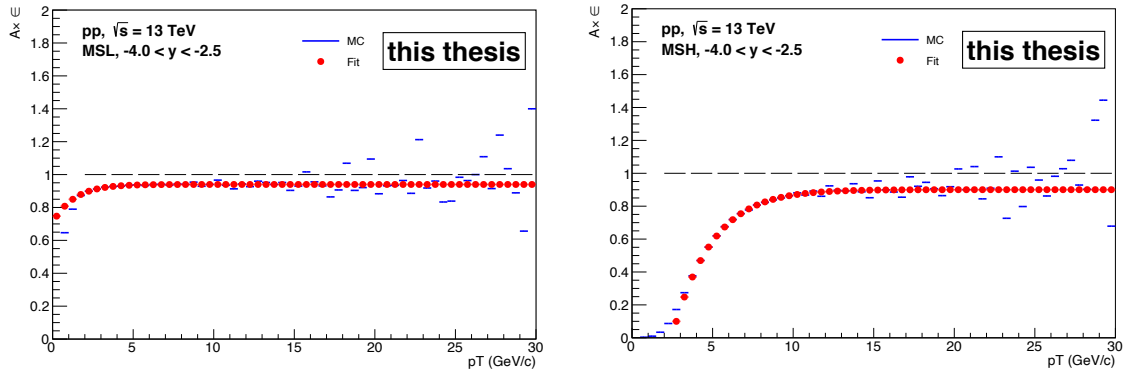 A× ∈
2
1.8
1.6
1.4
1.2
1
0.8
0.6
0.4
0.2
0
pp, √s = 13 TeV
MSL, -4.0 < y < -2.5
MC
Fit
this thesis
0 5 10 15 20 25 30
pT (GeV/c)
A× ∈
2
1.8
1.6
1.4
1.2
1
0.8
0.6
0.4
0.2
0
pp, √s = 13 TeV
MSH, -4.0 < y < -2.5
MC
Fit
this thesis
0 5 10 15 20 25 30
pT (GeV/c)